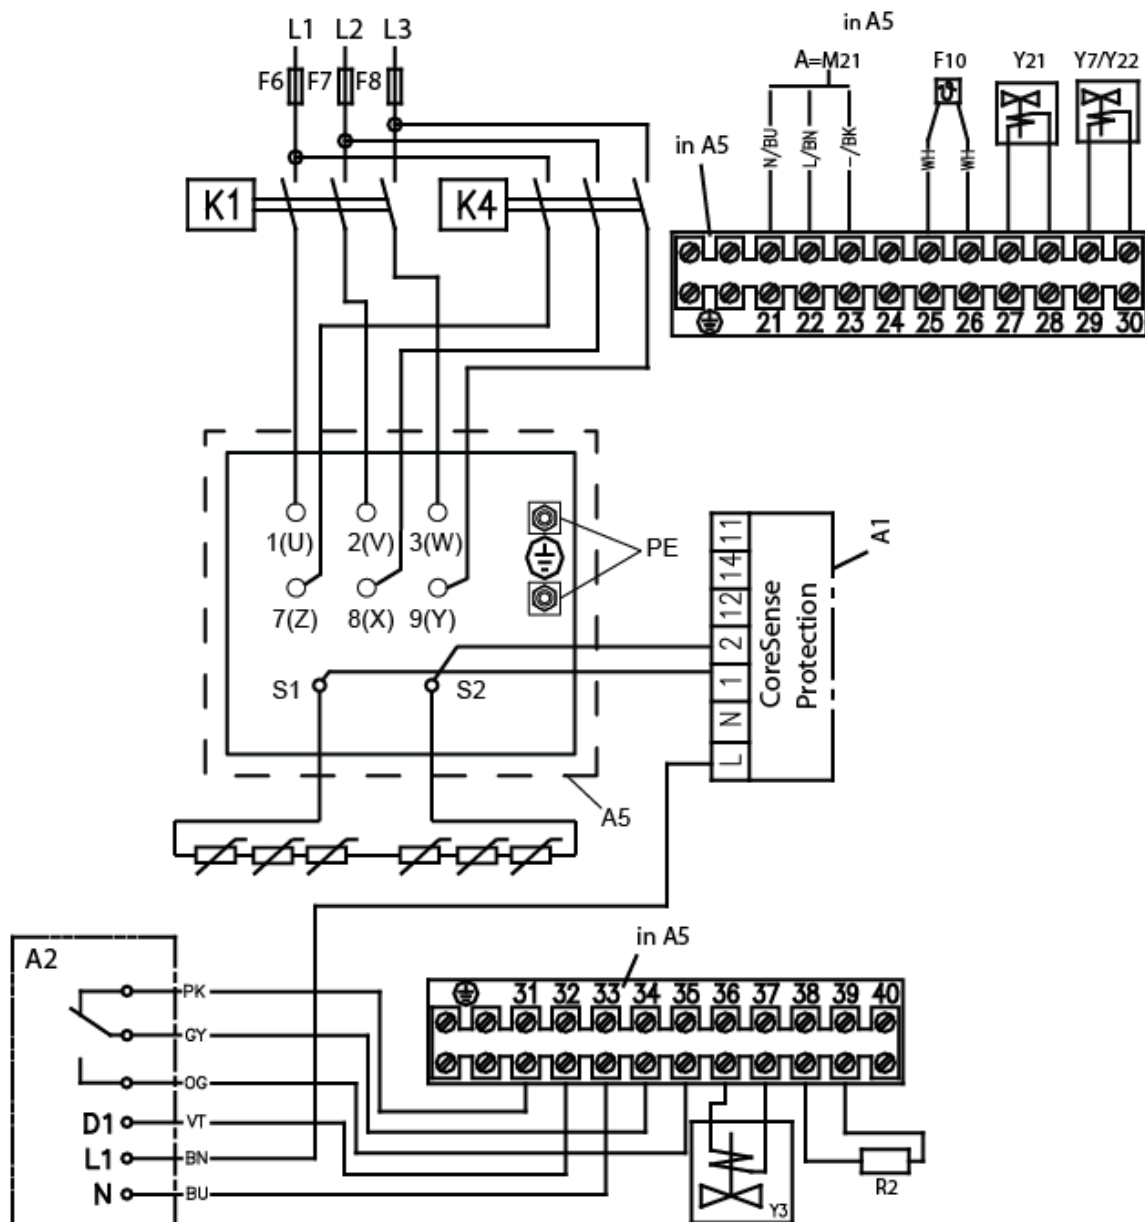 L1 L2 L3
F6 F7 F8
K1 K4
in A5
A=M21 F10 Y21 Y7/Y22
in A5
N/BU L/BN --/BK WH WH
ϑ
21 22 23 24 25 26 27 28 29 30
1(U) 2(V) 3(W)
7(Z) 8(X) 9(Y)
PE
S1 S2
A5
11
14
12
2
1
N
L
CoreSense
Protection
A1
A2
PK
GY
OG
D1 VT
L1 BN
N BU
in A5
31 32 33 34 35 36 37 38 39 40
Y3
R2